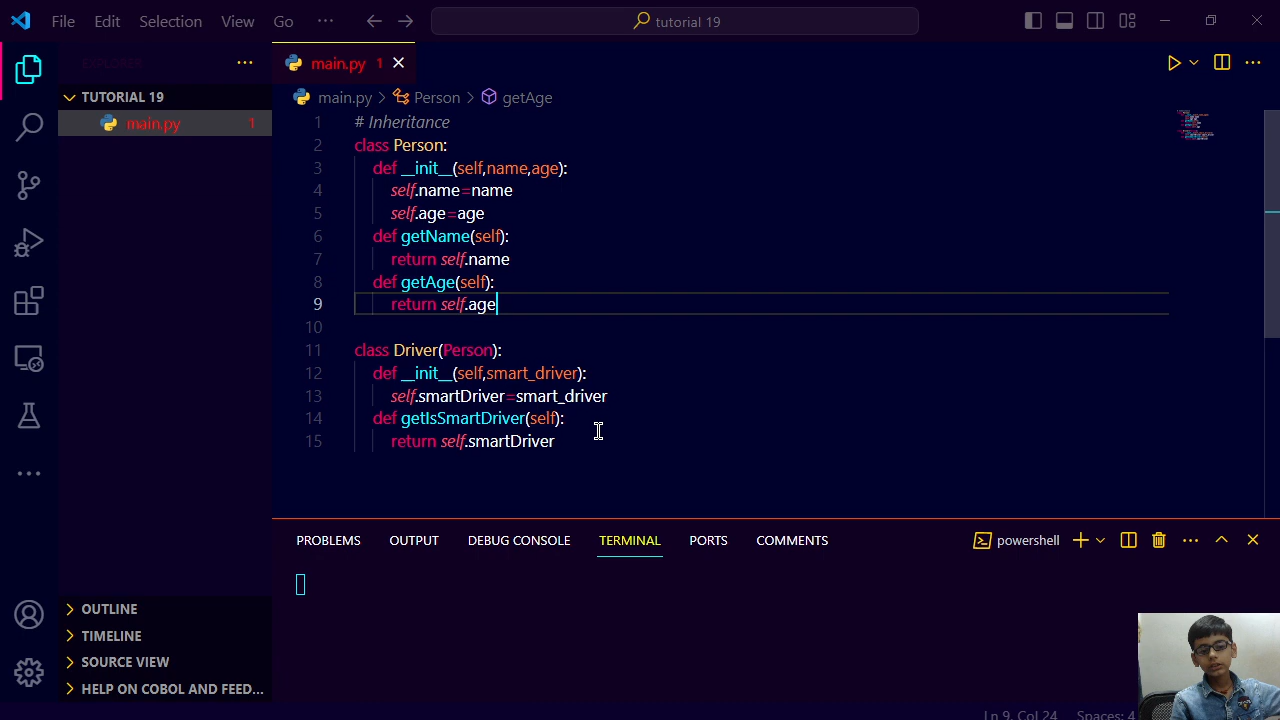 File Edit Selection View Go ··· tutorial 19
EXPLORER ···
main.py 1
TUTORIAL 19
main.py > Person > getAge
main.py 1
1 # Inheritance
2 class Person:
3 def __init__(self,name,age):
4 self.name=name
5 self.age=age
6 def getName(self):
7 return self.name
8 def getAge(self):
9 return self.age
10
11 class Driver(Person):
12 def __init__(self,smart_driver):
13 self.smartDriver=smart_driver
14 def getIsSmartDriver(self):
15 return self.smartDriver
PROBLEMS OUTPUT DEBUG CONSOLE TERMINAL PORTS COMMENTS powershell
OUTLINE
TIMELINE
SOURCE VIEW
HELP ON COBOL AND FEED...
Ln 9, Col 24 Spaces: 4